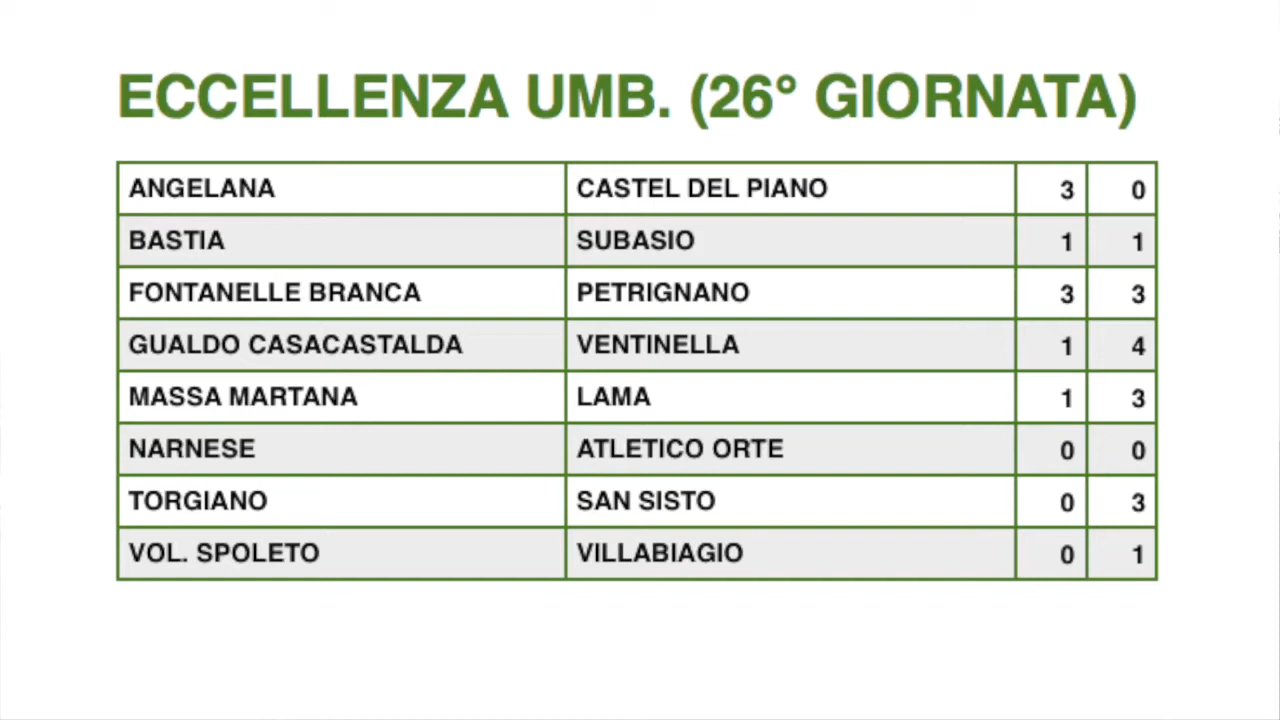 ECCELLENZA UMB. (26° GIORNATA)
ANGELANA CASTEL DEL PIANO 3 0
BASTIA SUBASIO 1 1
FONTANELLE BRANCA PETRIGNANO 3 3
GUALDO CASACASTALDA VENTINELLA 1 4
MASSA MARTANA LAMA 1 3
NARNESE ATLETICO ORTE 0 0
TORGIANO SAN SISTO 0 3
VOL. SPOLETO VILLABIAGIO 0 1